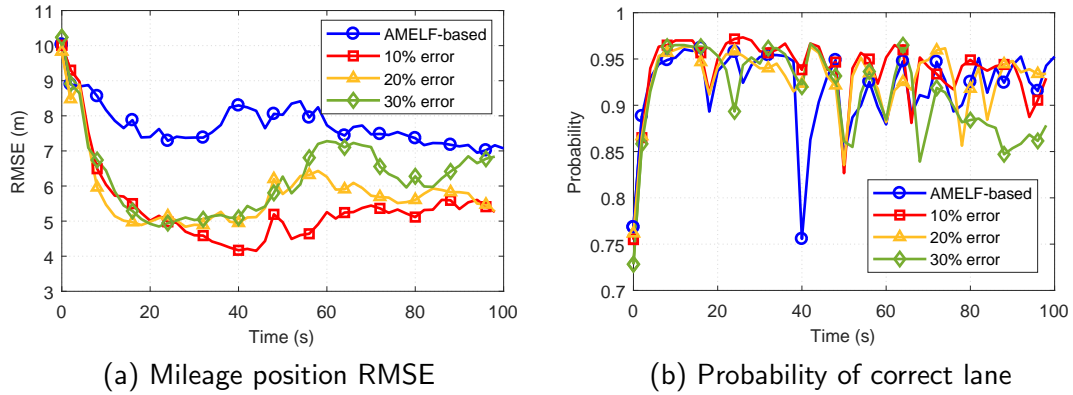 11
10
9
8
7
6
5
4
3
RMSE (m)
0 20 40 60 80 100
Time (s)
AMELF-based
10% error
20% error
30% error
(a) Mileage position RMSE
1
0.95
0.9
0.85
0.8
0.75
0.7
Probability
0 20 40 60 80 100
Time (s)
AMELF-based
10% error
20% error
30% error
(b) Probability of correct lane